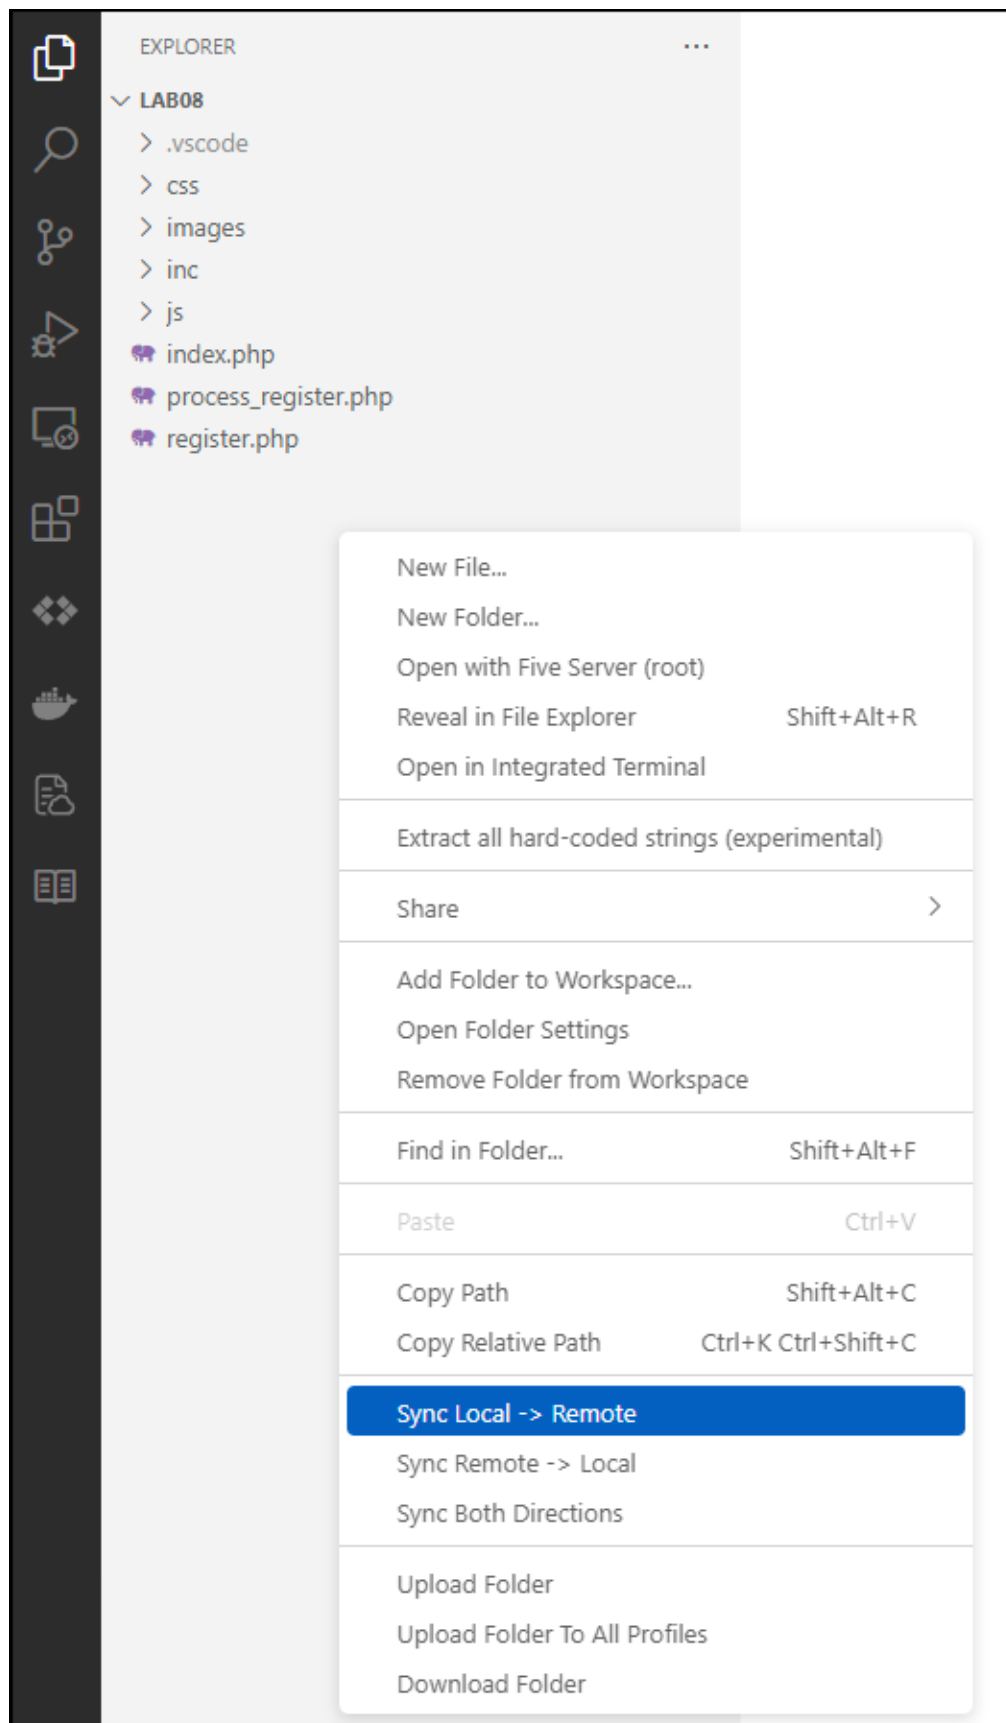 EXPLORER ...
LAB08
.vscode
css
images
inc
js
index.php
process_register.php
register.php
New File...
New Folder...
Open with Five Server (root)
Reveal in File Explorer Shift+Alt+R
Open in Integrated Terminal
Extract all hard-coded strings (experimental)
Share
Add Folder to Workspace...
Open Folder Settings
Remove Folder from Workspace
Find in Folder... Shift+Alt+F
Paste Ctrl+V
Copy Path Shift+Alt+C
Copy Relative Path Ctrl+K Ctrl+Shift+C
Sync Local -> Remote
Sync Remote -> Local
Sync Both Directions
Upload Folder
Upload Folder To All Profiles
Download Folder